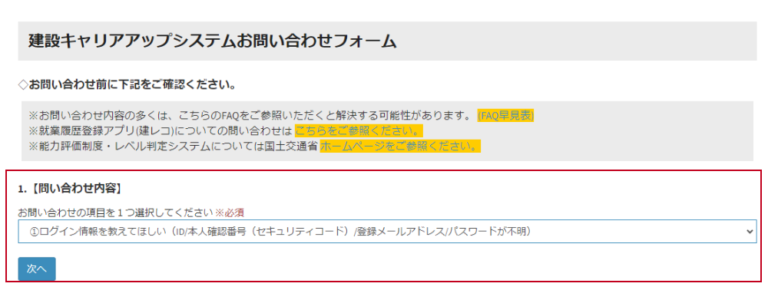 建設キャリアアップシステムお問い合わせフォーム
◇お問い合わせ前に下記をご確認ください。
※お問い合わせ内容の多くは、こちらのFAQをご参照いただくと解決する可能性があります。 [FAQ早見表]
※就業履歴登録アプリ(建レコ)についての問い合わせは こちらをご参照ください。
※能力評価制度・レベル判定システムについては国土交通省 ホームページをご参照ください。
1.【問い合わせ内容】
お問い合わせの項目を1つ選択してください ※必須
①ログイン情報を教えてほしい（ID/本人確認番号（セキュリティコード）/登録メールアドレス/パスワードが不明）
次へ